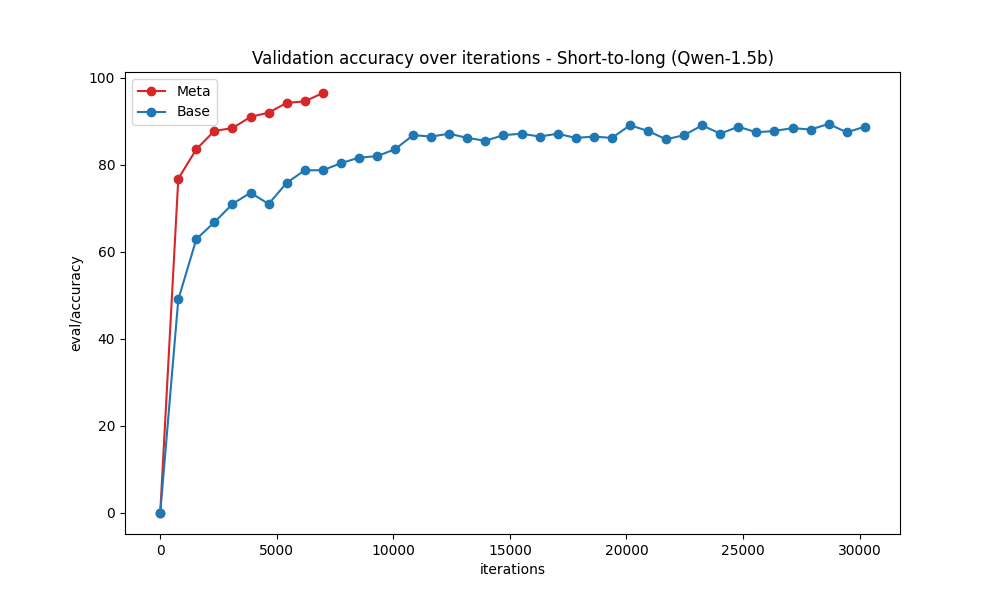 Validation accuracy over iterations - Short-to-long (Qwen-1.5b)
Meta
Base
eval/accuracy
100
80
60
40
20
0
0 5000 10000 15000 20000 25000 30000
iterations